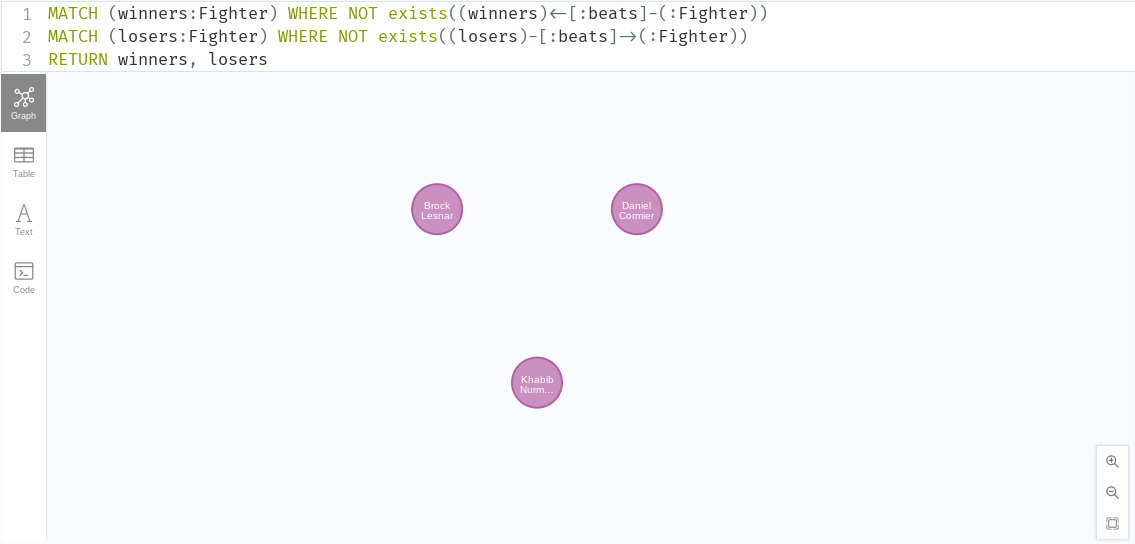 1 MATCH (winners:Fighter) WHERE NOT exists((winners)<-[:beats]-(:Fighter))
2 MATCH (losers:Fighter) WHERE NOT exists((losers)-[:beats]->(:Fighter))
3 RETURN winners, losers
Graph
Table
Text
Code
Brock
Lesnar
Daniel
Cormier
Khabib
Nurm...